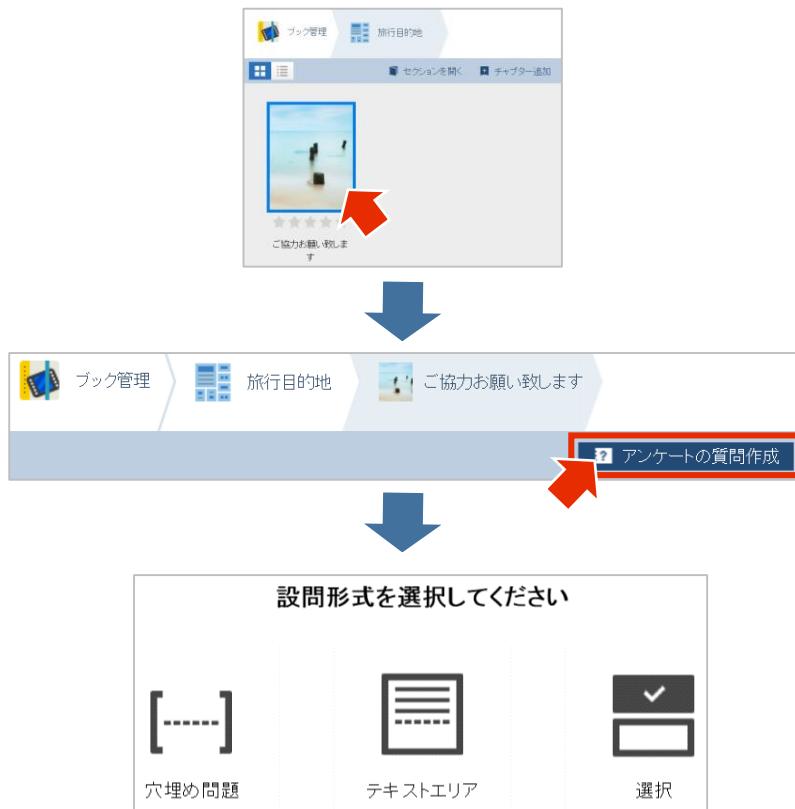 ブック管理 旅行目的地
セクションを開く チャプター追加
ご協力お願い致しま
す
ブック管理 旅行目的地 ご協力お願い致します
アンケートの質問作成
設問形式を選択してください
穴埋め問題 テキストエリア 選択